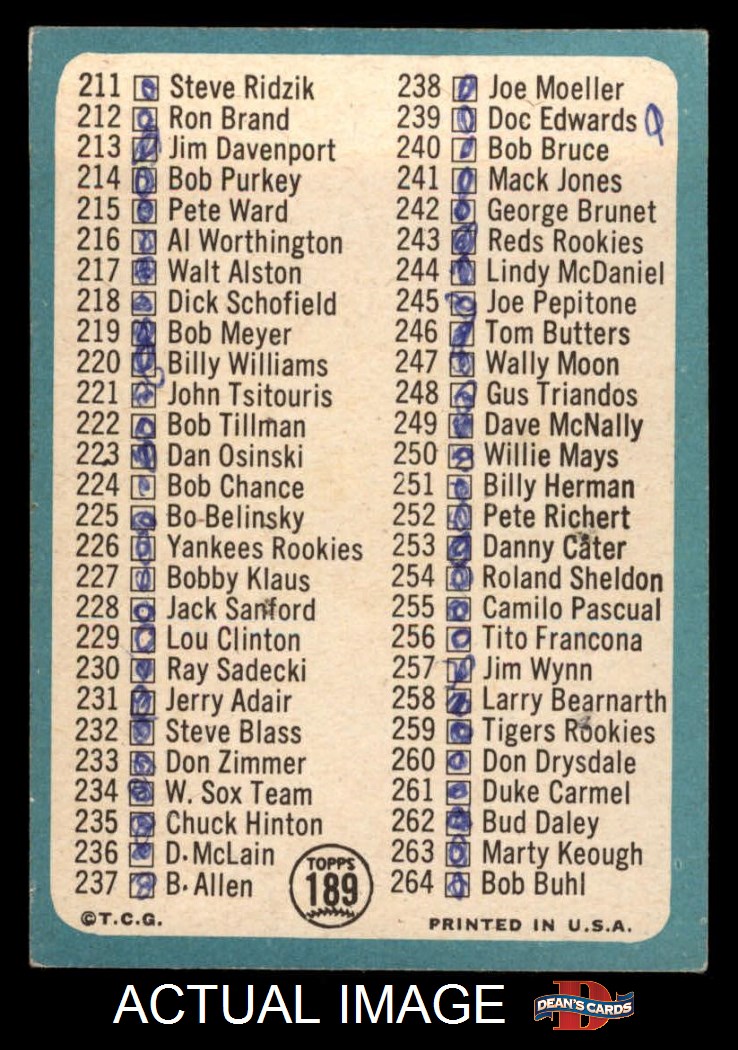 211 Steve Ridzik
212 Ron Brand
213 Jim Davenport
214 Bob Purkey
215 Pete Ward
216 Al Worthington
217 Walt Alston
218 Dick Schofield
219 Bob Meyer
220 Billy Williams
221 John Tsitouris
222 Bob Tillman
223 Dan Osinski
224 Bob Chance
225 Bo Belinsky
226 Yankees Rookies
227 Bobby Klaus
228 Jack Sanford
229 Lou Clinton
230 Ray Sadecki
231 Jerry Adair
232 Steve Blass
233 Don Zimmer
234 W. Sox Team
235 Chuck Hinton
236 D. McLain
237 B. Allen
238 Joe Moeller
239 Doc Edwards
240 Bob Bruce
241 Mack Jones
242 George Brunet
243 Reds Rookies
244 Lindy McDaniel
245 Joe Pepitone
246 Tom Butters
247 Wally Moon
248 Gus Triandos
249 Dave McNally
250 Willie Mays
251 Billy Herman
252 Pete Richert
253 Danny Cater
254 Roland Sheldon
255 Camilo Pascual
256 Tito Francona
257 Jim Wynn
258 Larry Bearnarth
259 Tigers Rookies
260 Don Drysdale
261 Duke Carmel
262 Bud Daley
263 Marty Keough
264 Bob Buhl
TOPPS
189
©T.C.G.
PRINTED IN U.S.A.
ACTUAL IMAGE
D
DEAN'S CARDS